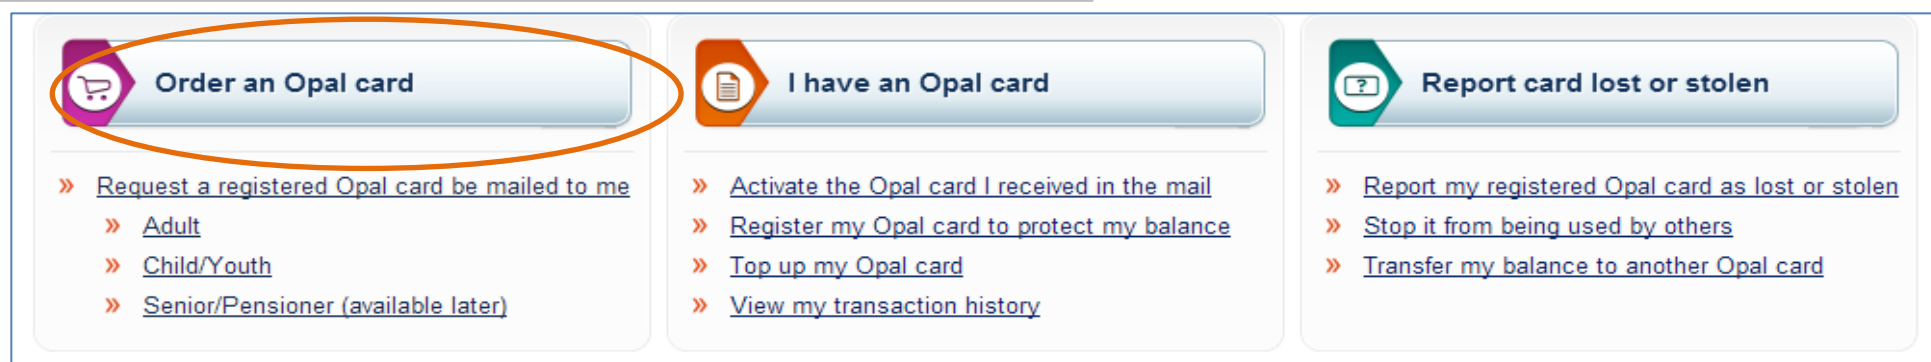 Order an Opal card
Request a registered Opal card be mailed to me
Adult
Child/Youth
Senior/Pensioner (available later)
I have an Opal card
Activate the Opal card I received in the mail
Register my Opal card to protect my balance
Top up my Opal card
View my transaction history
Report card lost or stolen
Report my registered Opal card as lost or stolen
Stop it from being used by others
Transfer my balance to another Opal card